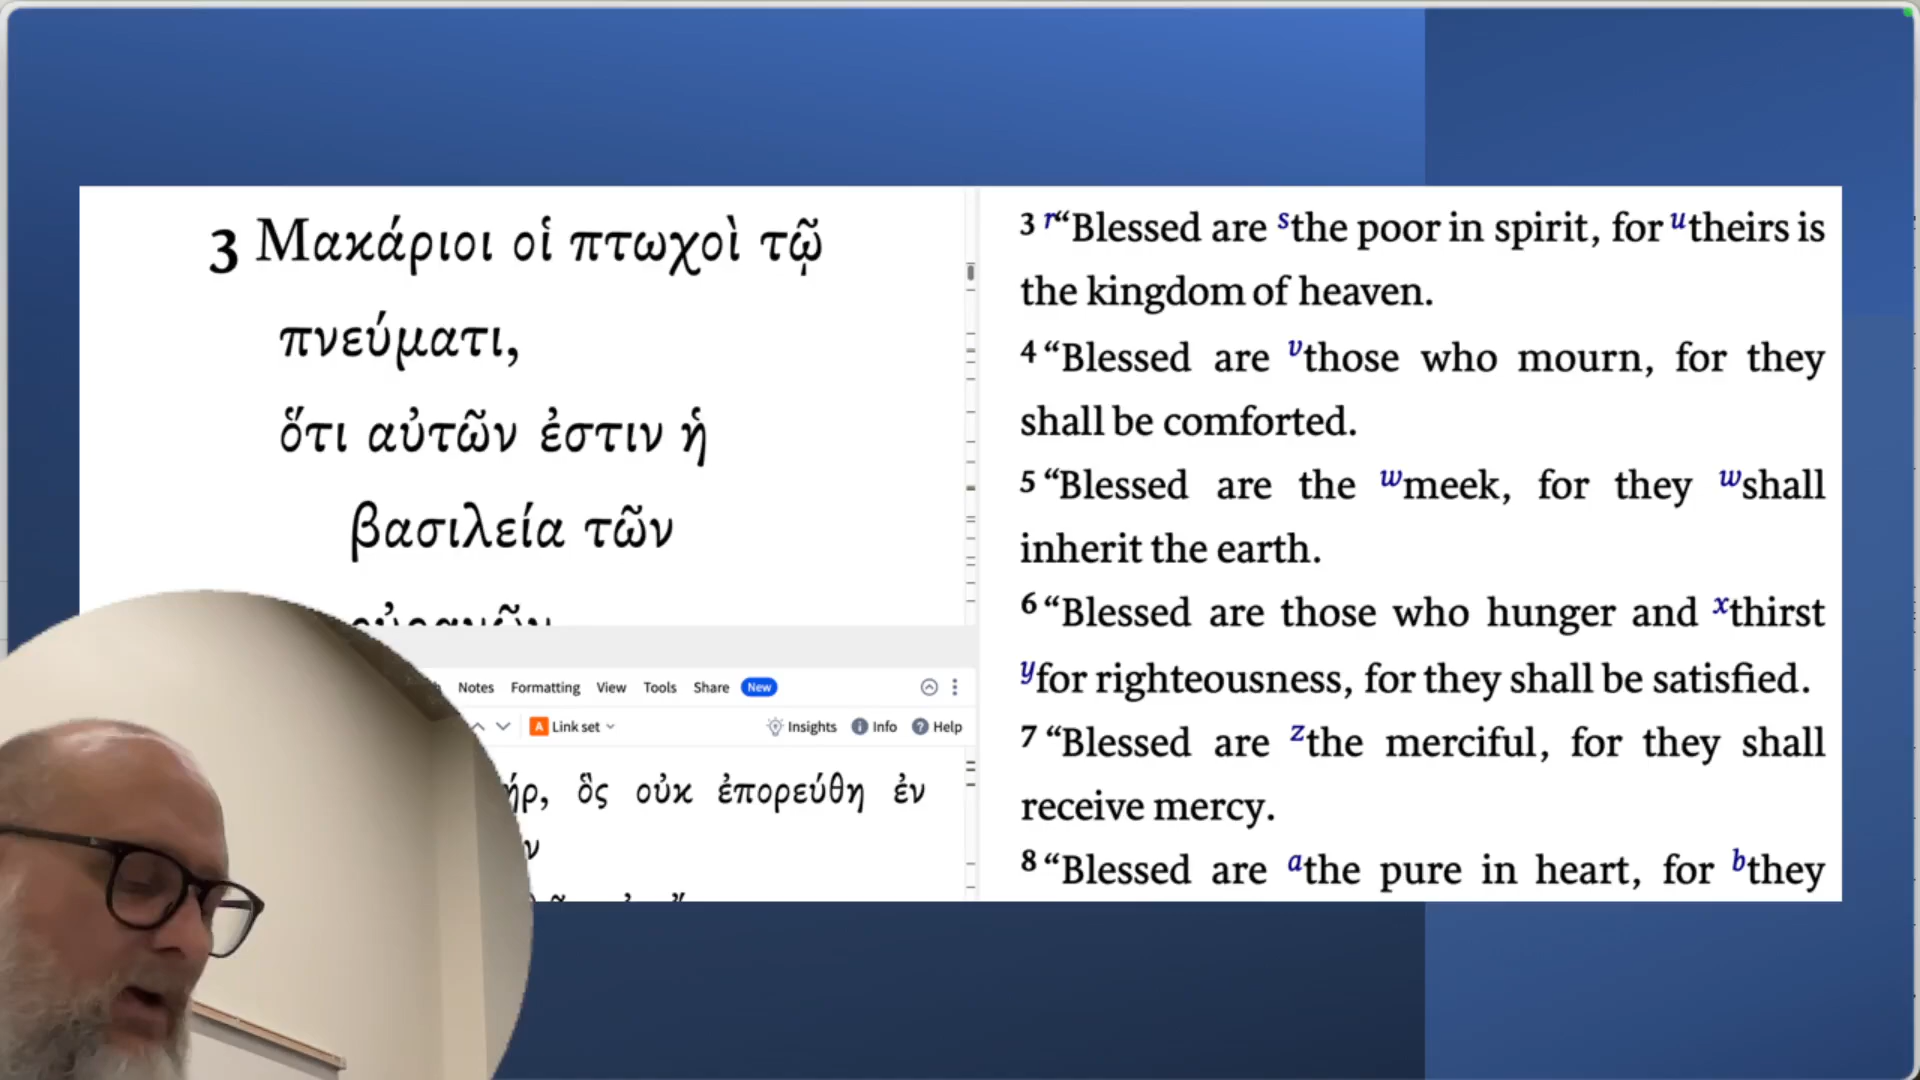 3 Μακάριοι οἱ πτωχοὶ τῷ
πνεύματι,
ὅτι αὐτῶν ἐστιν ἡ
βασιλεία τῶν
οὐρανῶν
Notes Formatting View Tools Share New
A Link set Insights Info Help
ήρ, ὃς οὐκ ἐπορεύθη ἐν
3 r“Blessed are sthe poor in spirit, for utheirs is
the kingdom of heaven.
4 “Blessed are vthose who mourn, for they
shall be comforted.
5 “Blessed are the wmeek, for they wshall
inherit the earth.
6 “Blessed are those who hunger and xthirst
yfor righteousness, for they shall be satisfied.
7 “Blessed are zthe merciful, for they shall
receive mercy.
8 “Blessed are athe pure in heart, for bthey